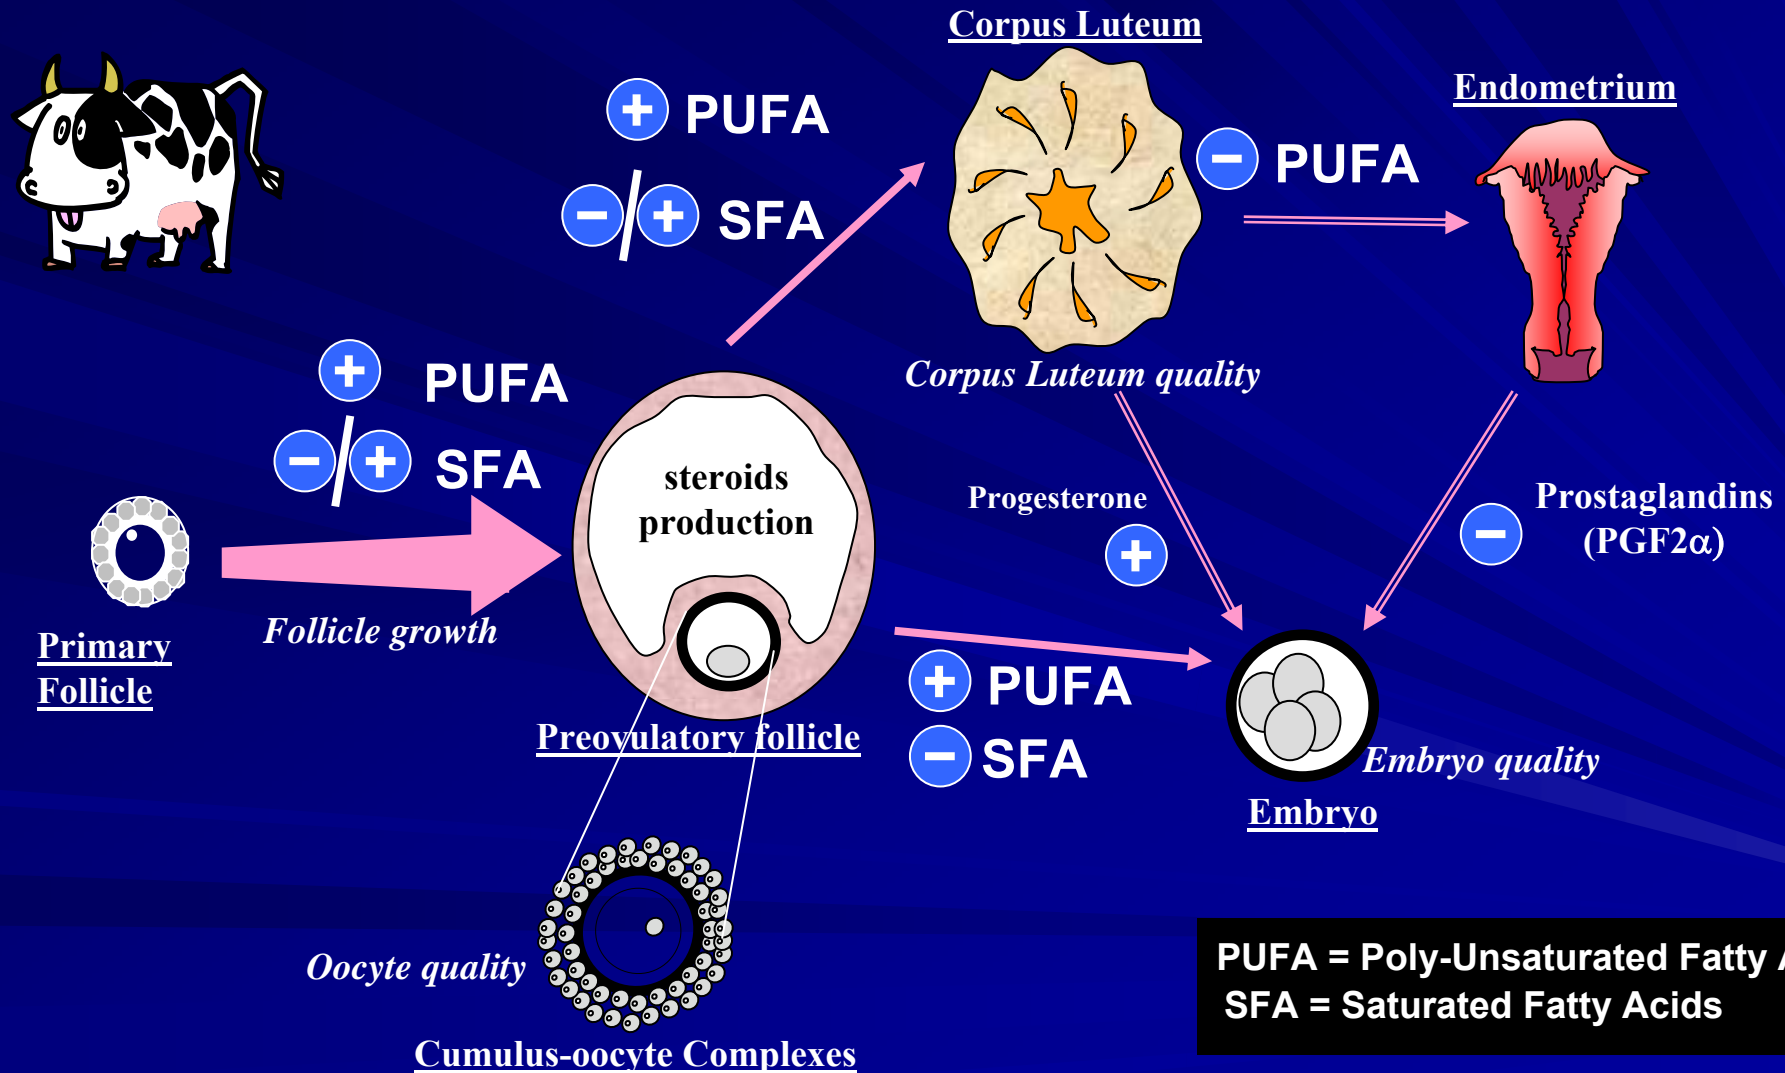 Corpus Luteum
Endometrium
+ PUFA
− / + SFA
− PUFA
Corpus Luteum quality
+ PUFA
− / + SFA
steroids
production
Progesterone
+
−
Prostaglandins
(PGF2α)
Primary
Follicle
Follicle growth
Preovulatory follicle
+ PUFA
− SFA
Embryo quality
Embryo
Oocyte quality
Cumulus-oocyte Complexes
PUFA = Poly-Unsaturated Fatty
SFA = Saturated Fatty Acids